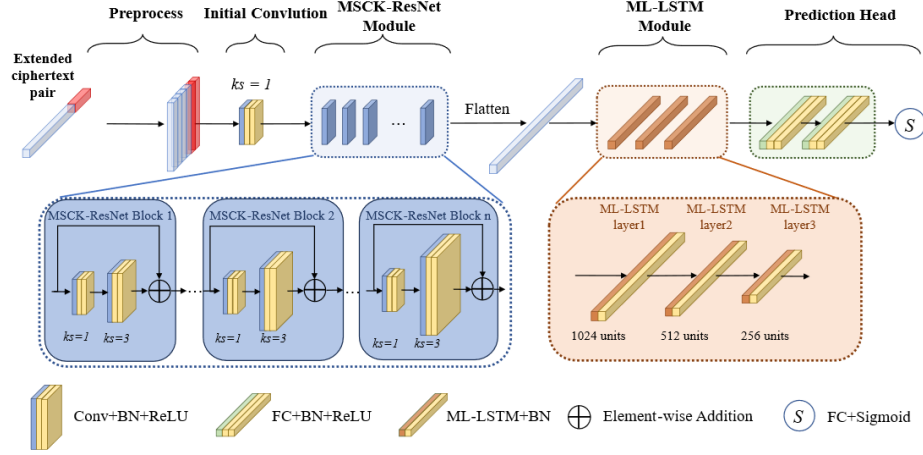 Preprocess
Initial Convlution
MSCK-ResNet
Module
ML-LSTM
Module
Prediction Head
Extended
ciphertext
pair
ks = 1
...
Flatten
S
MSCK-ResNet Block 1
MSCK-ResNet Block 2
MSCK-ResNet Block n
ks=1
ks=3
...
ks=1
ks=3
...
ks=1
ks=3
ML-LSTM
layer1
ML-LSTM
layer2
ML-LSTM
layer3
1024 units
512 units
256 units
Conv+BN+ReLU
FC+BN+ReLU
ML-LSTM+BN
Element-wise Addition
S
FC+Sigmoid